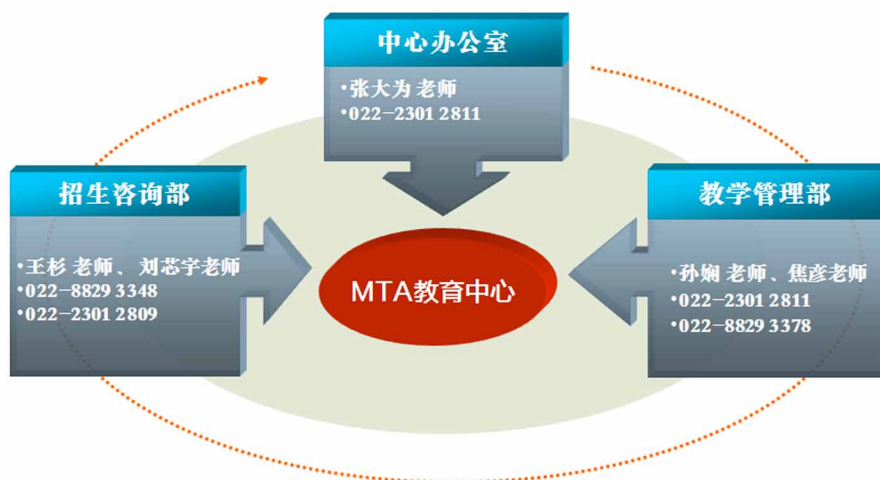 中心办公室
•张大为 老师
•022-2301 2811
招生咨询部
•王杉 老师、刘芯宇老师
•022-8829 3348
•022-2301 2809
教学管理部
•孙娴 老师、焦彦老师
•022-2301 2811
•022-8829 3378
MTA教育中心